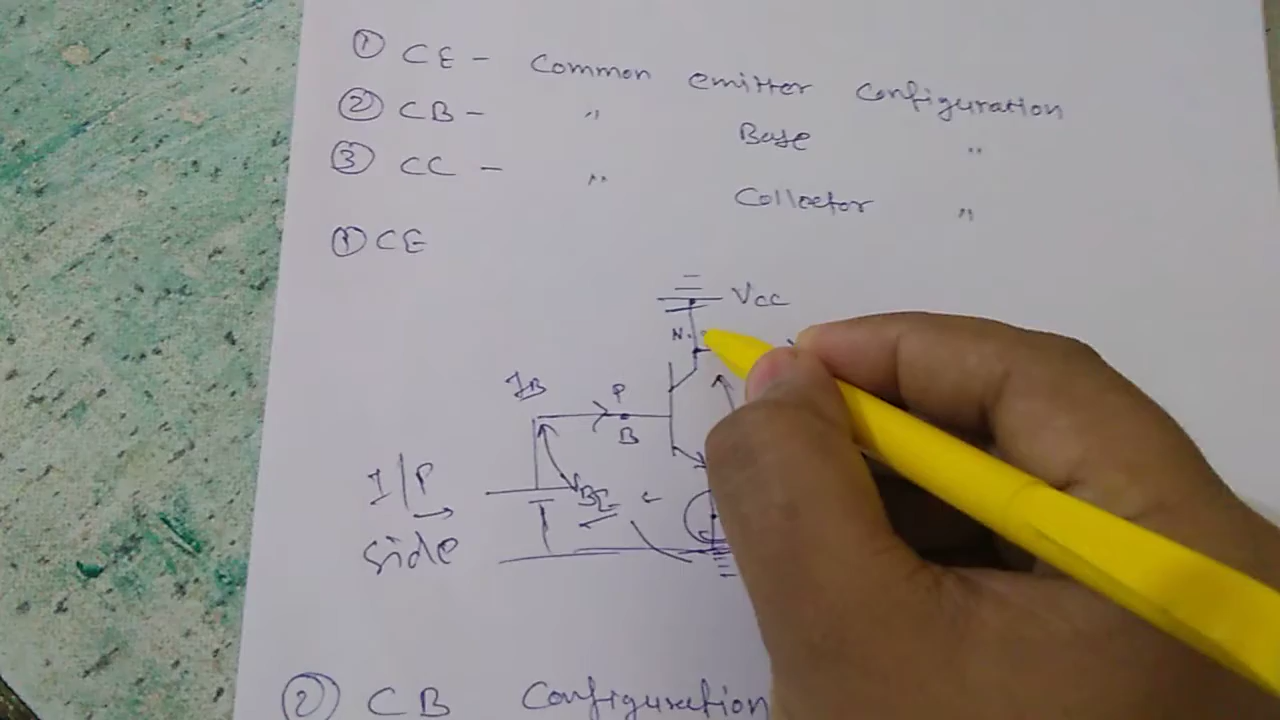 ① CE - Common emitter Configuration
② CB - " Base "
③ CC - " Collector "
① CE
VCC
N
IB
P
B
I/P
VBE
side
② CB Configuration